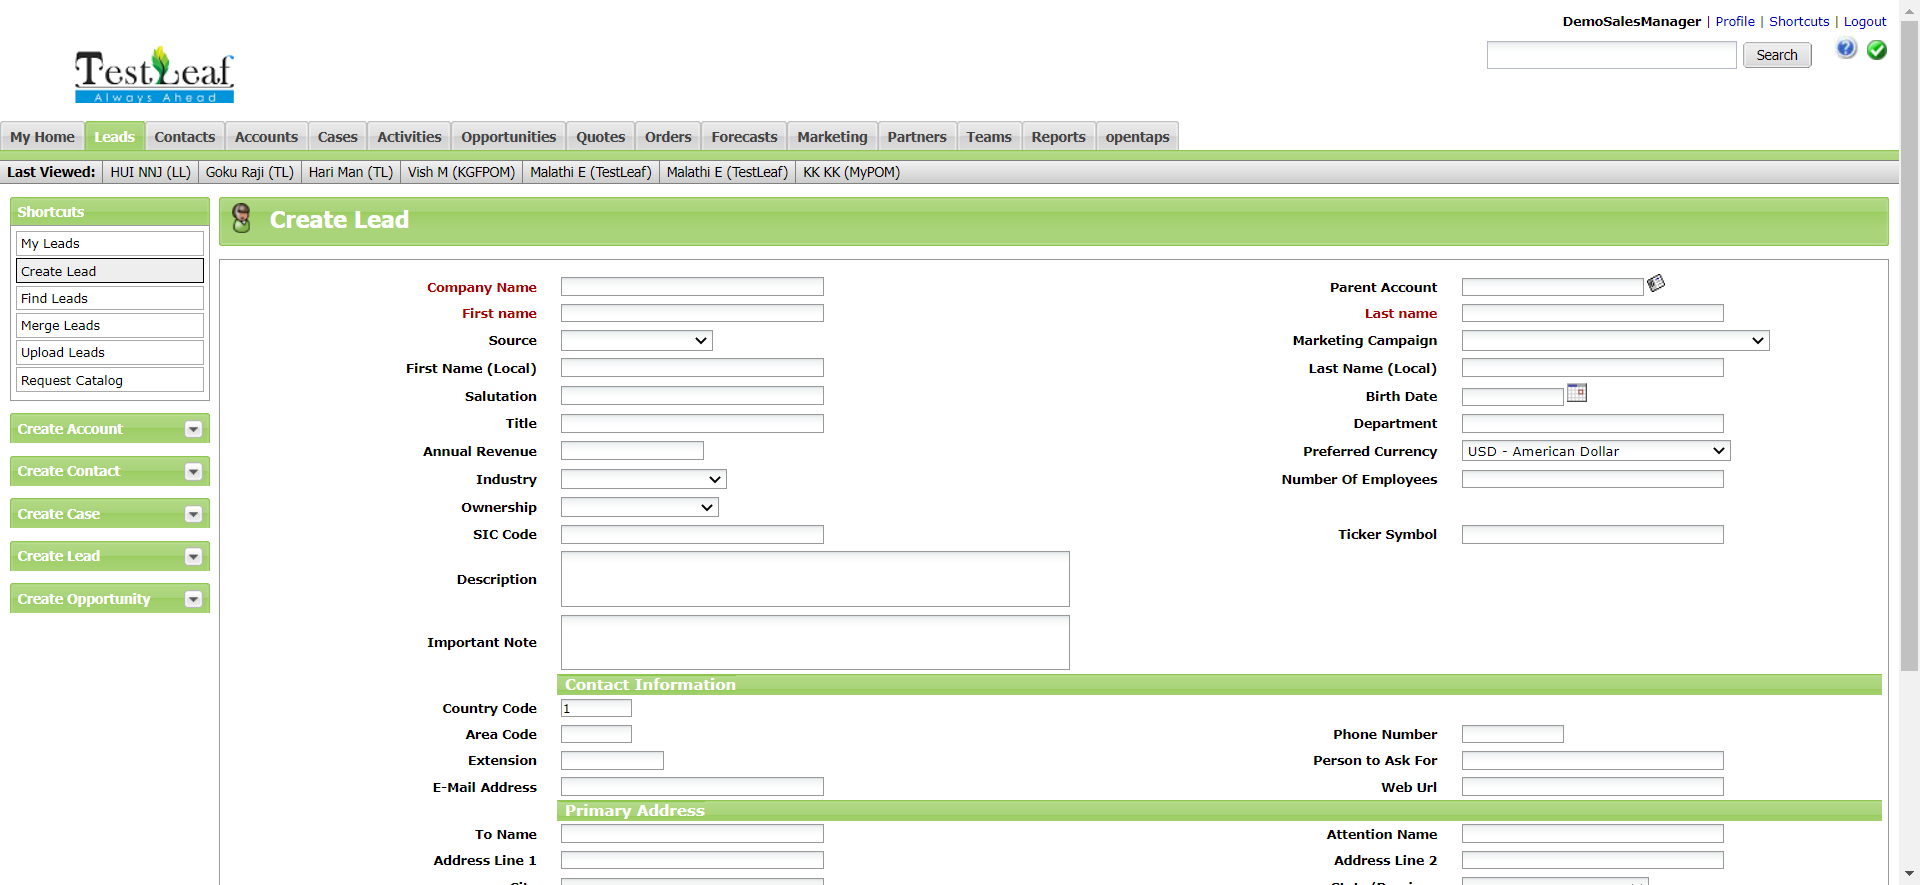 DemoSalesManager | Profile | Shortcuts | Logout
Search
TestLeaf
Always Ahead
My Home Leads Contacts Accounts Cases Activities Opportunities Quotes Orders Forecasts Marketing Partners Teams Reports opentaps
Last Viewed: HUI NNJ (LL) Goku Raji (TL) Hari Man (TL) Vish M (KGFPOM) Malathi E (TestLeaf) Malathi E (TestLeaf) KK KK (MyPOM)
Shortcuts
My Leads
Create Lead
Find Leads
Merge Leads
Upload Leads
Request Catalog
Create Account
Create Contact
Create Case
Create Lead
Create Opportunity
Create Lead
Company Name Parent Account
First name Last name
Source Marketing Campaign
First Name (Local) Last Name (Local)
Salutation Birth Date
Title Department
Annual Revenue Preferred Currency USD - American Dollar
Industry Number Of Employees
Ownership
SIC Code Ticker Symbol
Description
Important Note
Contact Information
Country Code 1
Area Code Phone Number
Extension Person to Ask For
E-Mail Address Web Url
Primary Address
To Name Attention Name
Address Line 1 Address Line 2